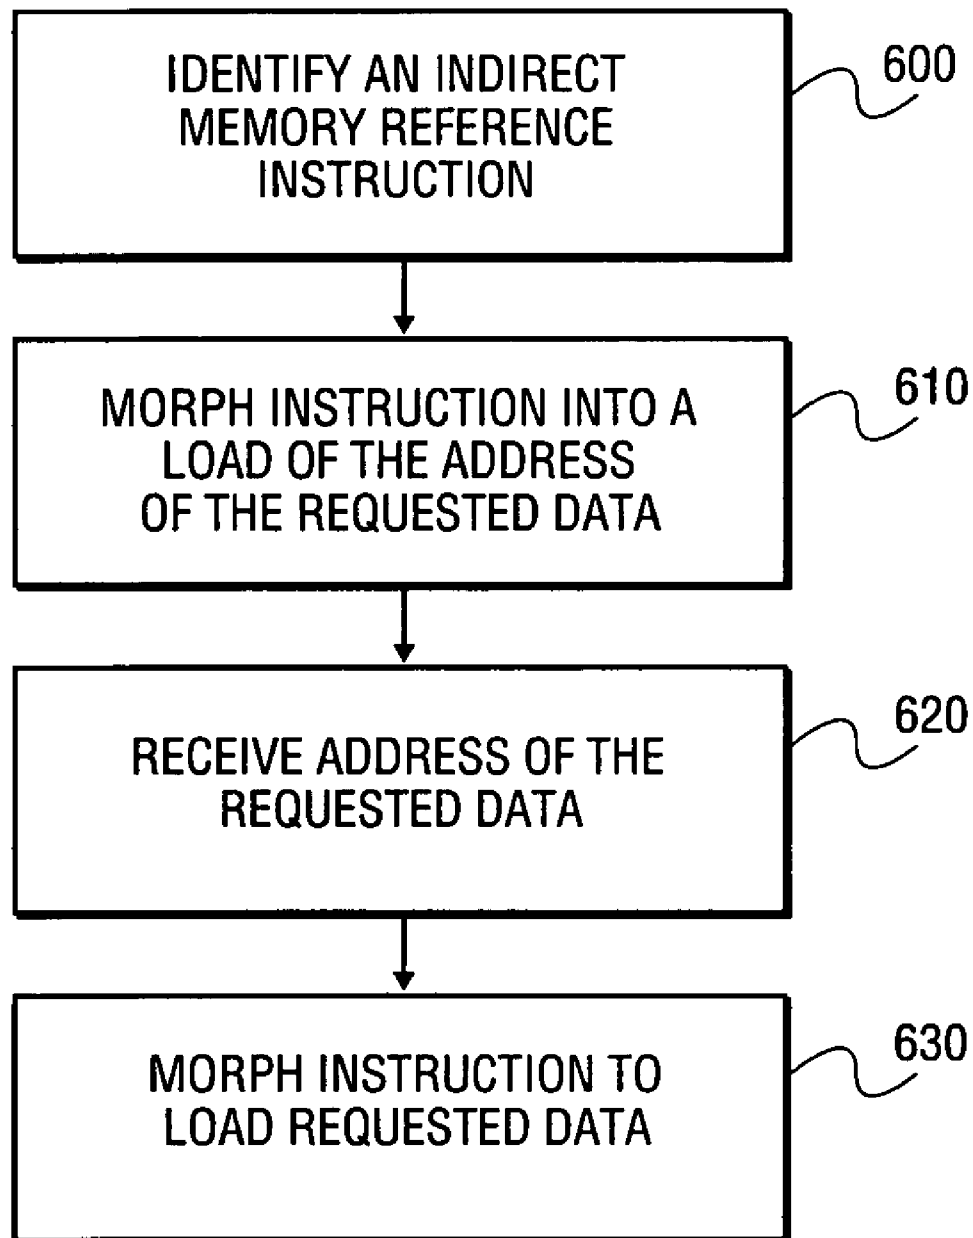 IDENTIFY AN INDIRECT
MEMORY REFERENCE
INSTRUCTION
600
MORPH INSTRUCTION INTO A
LOAD OF THE ADDRESS
OF THE REQUESTED DATA
610
RECEIVE ADDRESS OF THE
REQUESTED DATA
620
MORPH INSTRUCTION TO
LOAD REQUESTED DATA
630